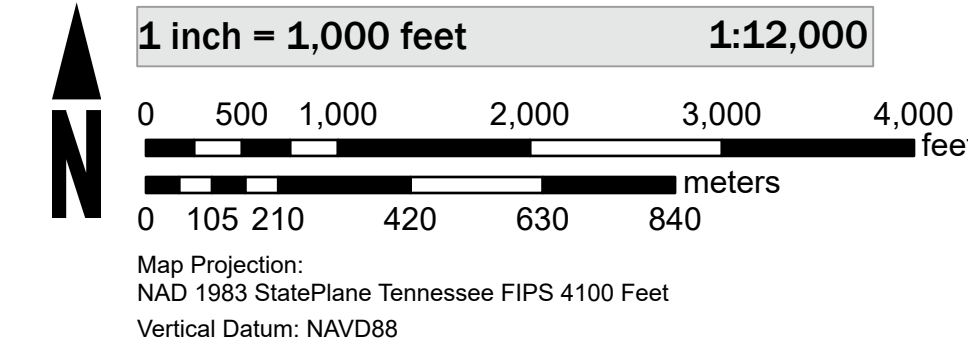 N
1 inch = 1,000 feet 1:12,000
0 500 1,000 2,000 3,000 4,000
feet
meters
0 105 210 420 630 840
Map Projection:
NAD 1983 StatePlane Tennessee FIPS 4100 Feet
Vertical Datum: NAVD88